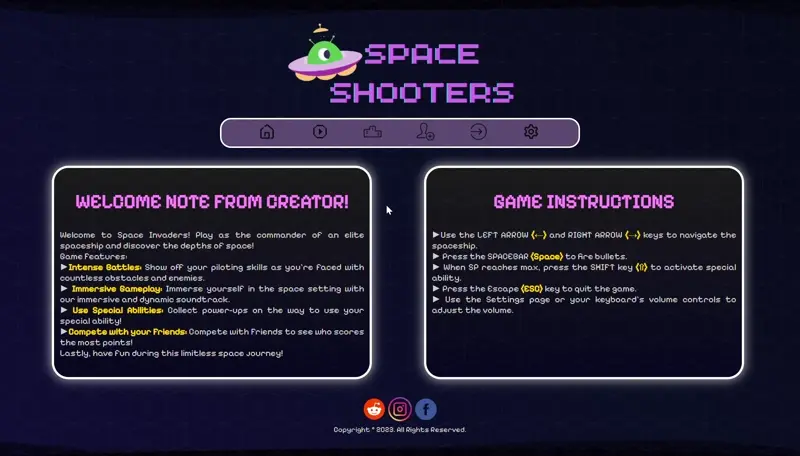 SPACE
SHOOTERS
WELCOME NOTE FROM CREATOR!
Welcome to Space Invaders! Play as the commander of an elite
spaceship and discover the depths of space!
Game Features:
►Intense Battles: Show off your piloting skills as you're faced with
countless obstacles and enemies.
► Immersive Gameplay: Immerse yourself in the space setting with
our immersive and dynamic soundtrack.
► Use Special Abilities: Collect power-ups on the way to use your
special ability!
►Compete with your Friends: Compete with Friends to see who scores
the most points!
Lastly, have fun during this limitless space journey!
GAME INSTRUCTIONS
►Use the LEFT ARROW (←) and RIGHT ARROW (→) keys to navigate the
spaceship.
► Press the SPACEBAR (Space) to fire bullets.
► When SP reaches max, press the SHIFT key (⇧) to activate special
ability.
► Press the Escape (ESC) key to quit the game.
► Use the Settings page or your keyboard's volume controls to
adjust the volume.
Copyright © 2023. All Rights Reserved.